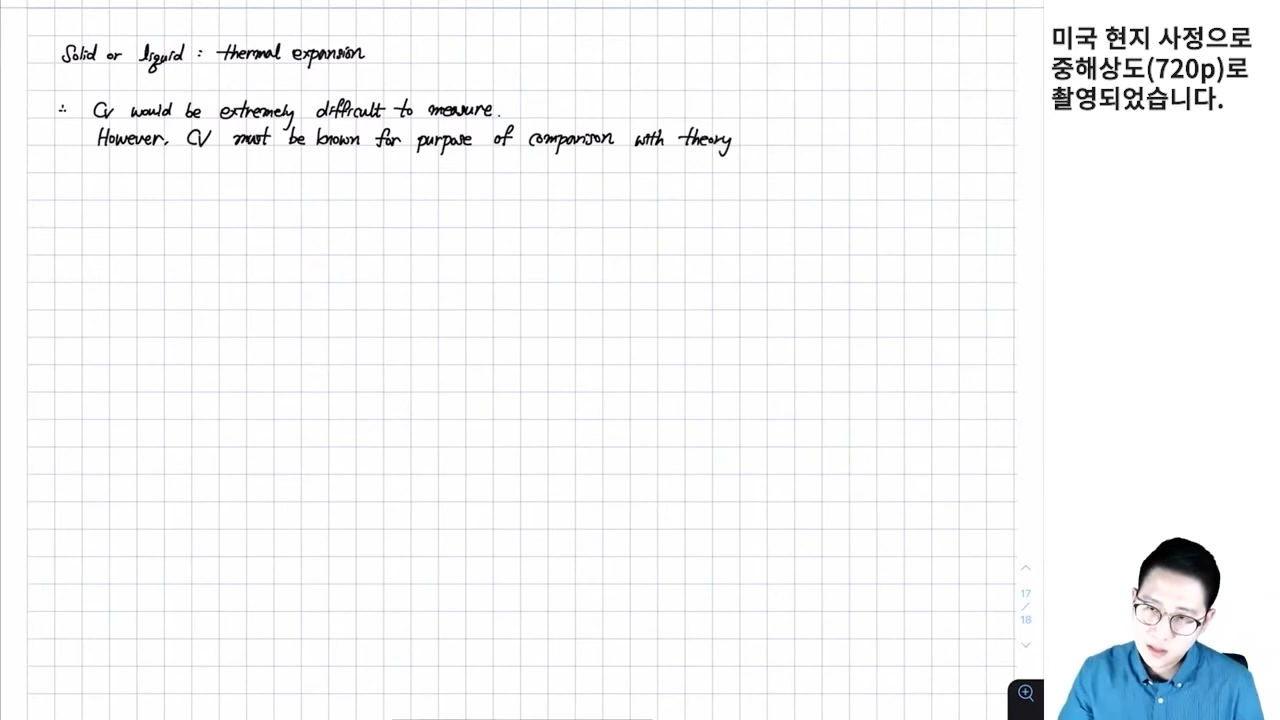 Solid or liquid : thermal expansion
∴ CV would be extremely difficult to measure.
However, CV must be known for purpose of comparison with theory
미국 현지 사정으로
중해상도(720p)로
촬영되었습니다.
17
/
18